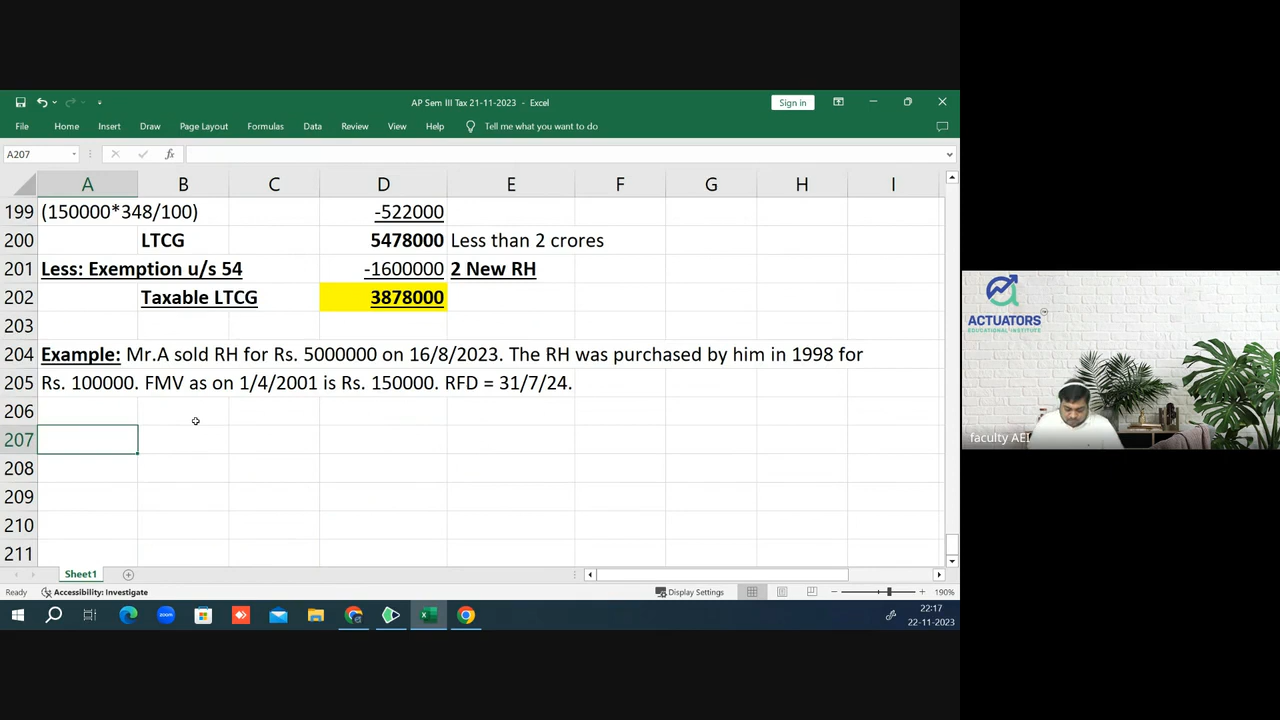 AP Sem III Tax 21-11-2023 - Excel
Sign in
File Home Insert Draw Page Layout Formulas Data Review View Help Tell me what you want to do
A207
fx
A B C D E F G H I
199 (150000*348/100) -522000
200 LTCG 5478000 Less than 2 crores
201 Less: Exemption u/s 54 -1600000 2 New RH
202 Taxable LTCG 3878000
203
204 Example: Mr.A sold RH for Rs. 5000000 on 16/8/2023. The RH was purchased by him in 1998 for
205 Rs. 100000. FMV as on 1/4/2001 is Rs. 150000. RFD = 31/7/24.
206
207
208
209
210
211
Sheet1
Ready Accessibility: Investigate Display Settings 190%
zoom
22:17
22-11-2023
ACTUATORS
EDUCATIONAL INSTITUTE
faculty AEI